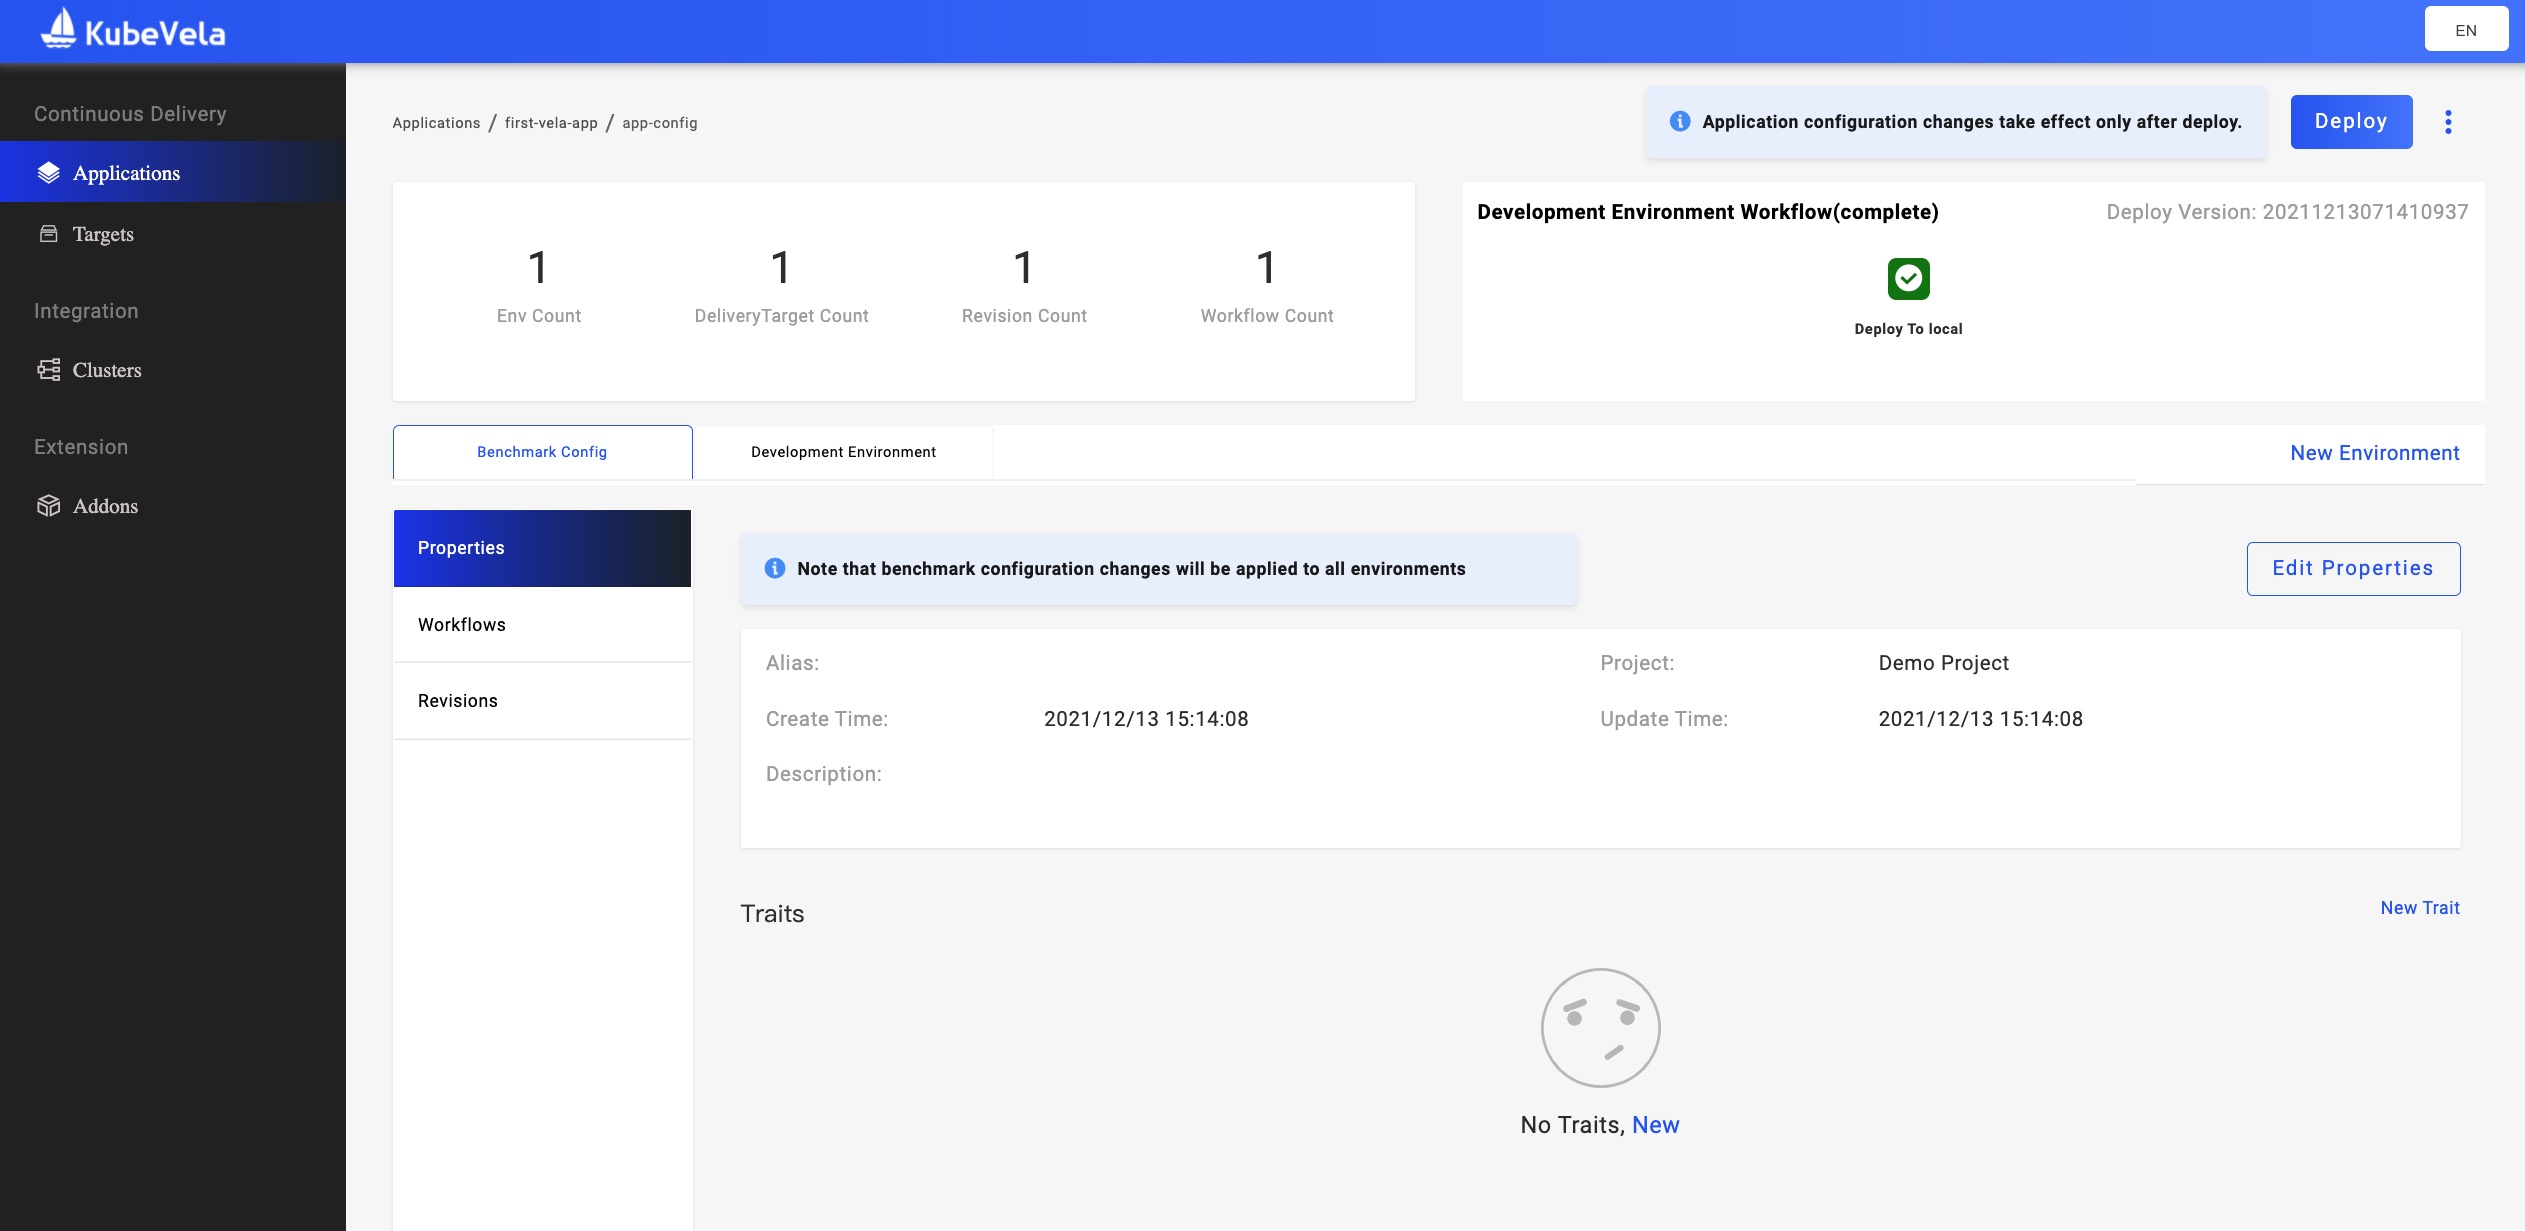 KubeVela
EN
Continuous Delivery
Applications
Targets
Integration
Clusters
Extension
Addons
Applications / first-vela-app / app-config
Application configuration changes take effect only after deploy.
Deploy
1
Env Count
1
DeliveryTarget Count
1
Revision Count
1
Workflow Count
Development Environment Workflow(complete)
Deploy Version: 20211213071410937
Deploy To local
Benchmark Config
Development Environment
New Environment
Properties
Workflows
Revisions
Note that benchmark configuration changes will be applied to all environments
Edit Properties
Alias:
Project: Demo Project
Create Time: 2021/12/13 15:14:08
Update Time: 2021/12/13 15:14:08
Description:
Traits
New Trait
No Traits, New